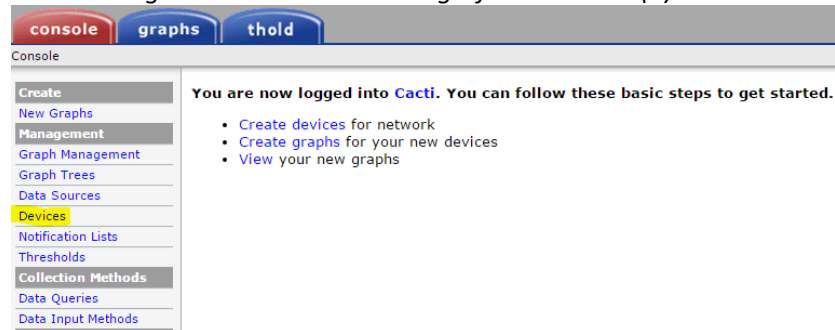 console graphs thold
Console
Create
New Graphs
Management
Graph Management
Graph Trees
Data Sources
Devices
Notification Lists
Thresholds
Collection Methods
Data Queries
Data Input Methods
You are now logged into Cacti. You can follow these basic steps to get started.
Create devices for network
Create graphs for your new devices
View your new graphs